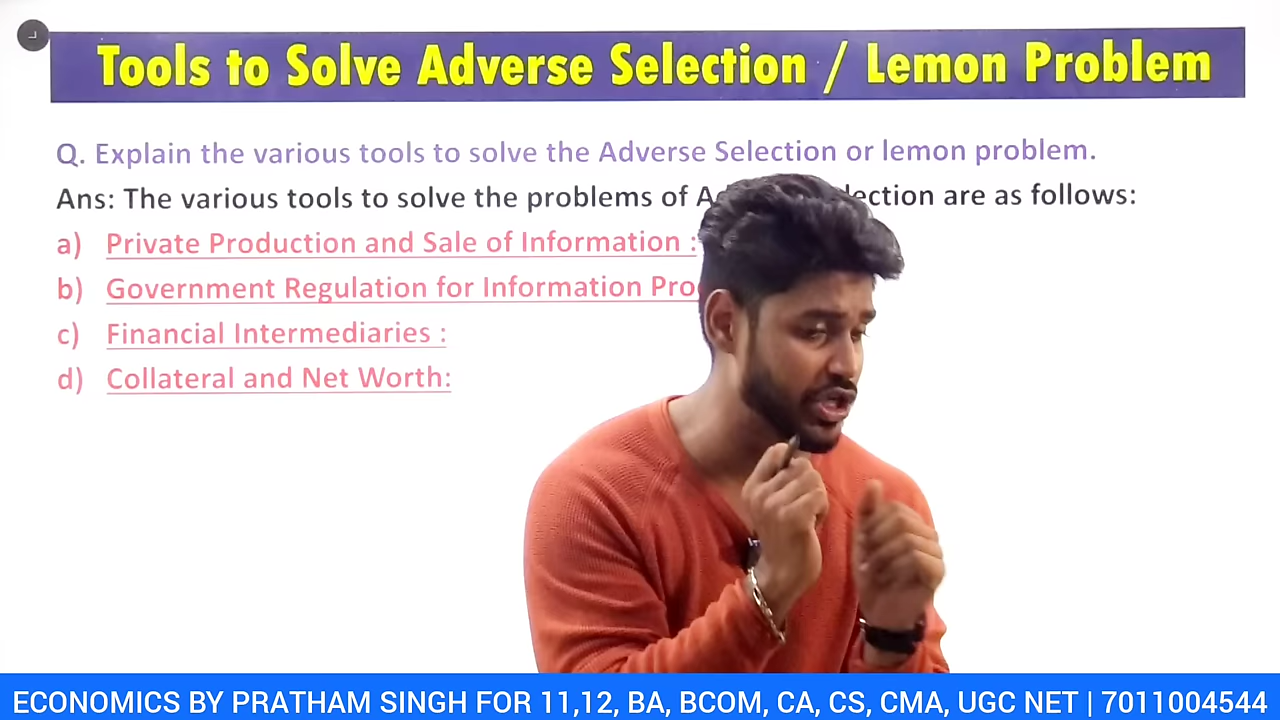 Tools to Solve Adverse Selection / Lemon Problem
Q. Explain the various tools to solve the Adverse Selection or lemon problem.
Ans: The various tools to solve the problems of ection are as follows:
a) Private Production and Sale of Information :
b) Government Regulation for Information Pro
c) Financial Intermediaries :
d) Collateral and Net Worth:
ECONOMICS BY PRATHAM SINGH FOR 11,12, BA, BCOM, CA, CS, CMA, UGC NET | 7011004544